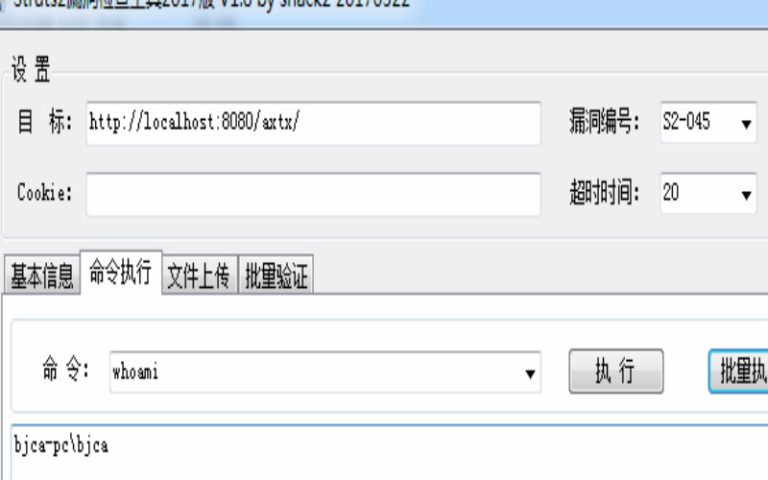 Struts2漏洞检查工具2017版 V1.8 by shack2 20170322
设 置
目 标: http://localhost:8080/axtx/ 漏洞编号: S2-045
Cookie: 超时时间: 20
基本信息 命令执行 文件上传 批量验证
命 令: whoami 执 行 批量执
bjca-pc\bjca